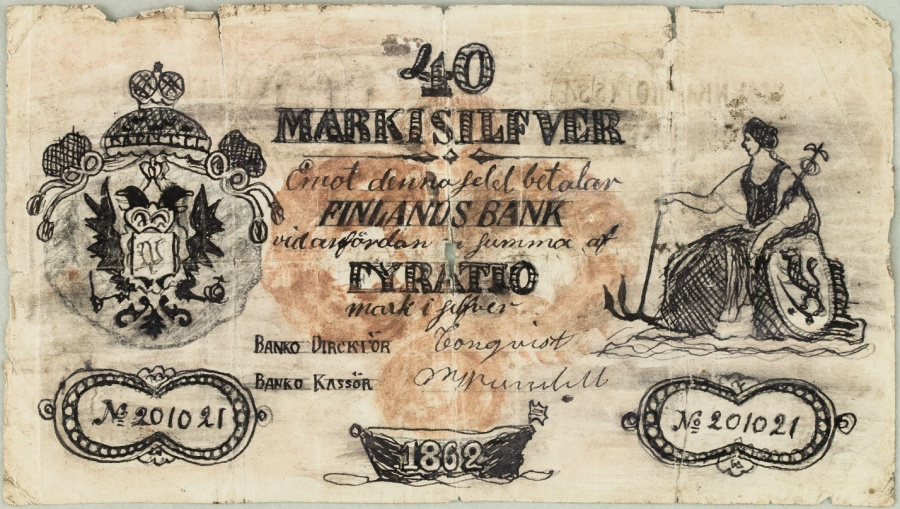 40
MARK I SILFVER
Emot denna sedel betalar
FINLANDS BANK
vid anfördan summa af
FYRATIO
mark i silfver
BANKO DIREKTÖR
BANKO KASSÖR
№ 201021
№ 201021
1862